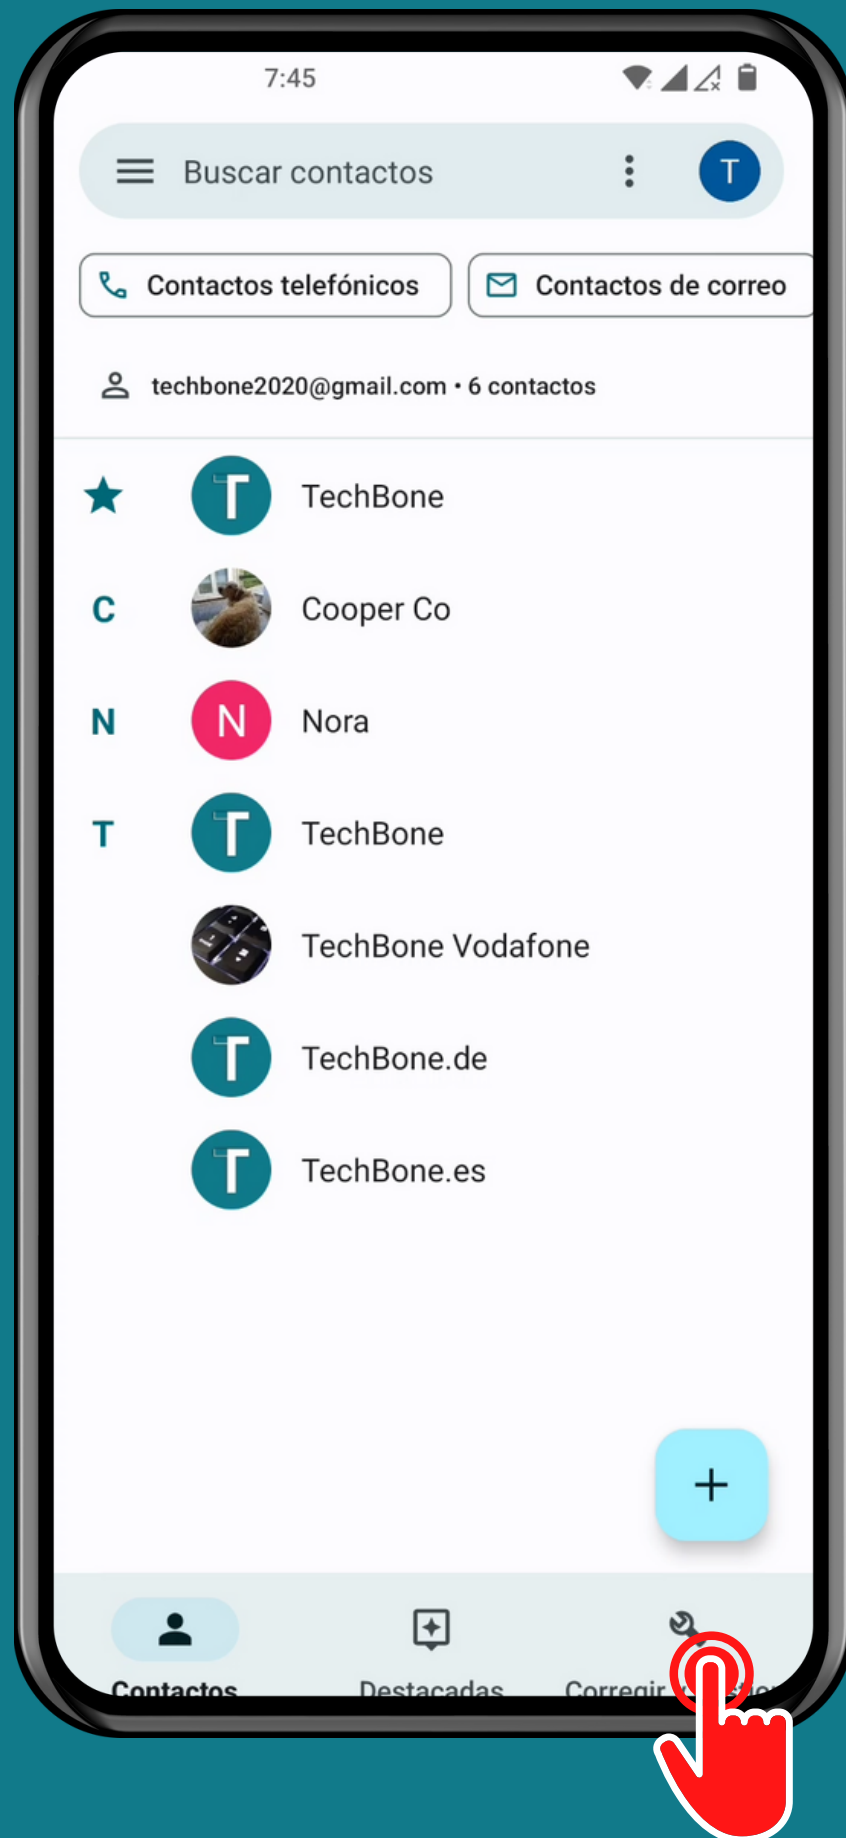 7:45
Buscar contactos
T
Contactos telefónicos
Contactos de correo
techbone2020@gmail.com • 6 contactos
T TechBone
C Cooper Co
N N Nora
T T TechBone
TechBone Vodafone
T TechBone.de
T TechBone.es
+
Contactos
Destacadas
Corregir y